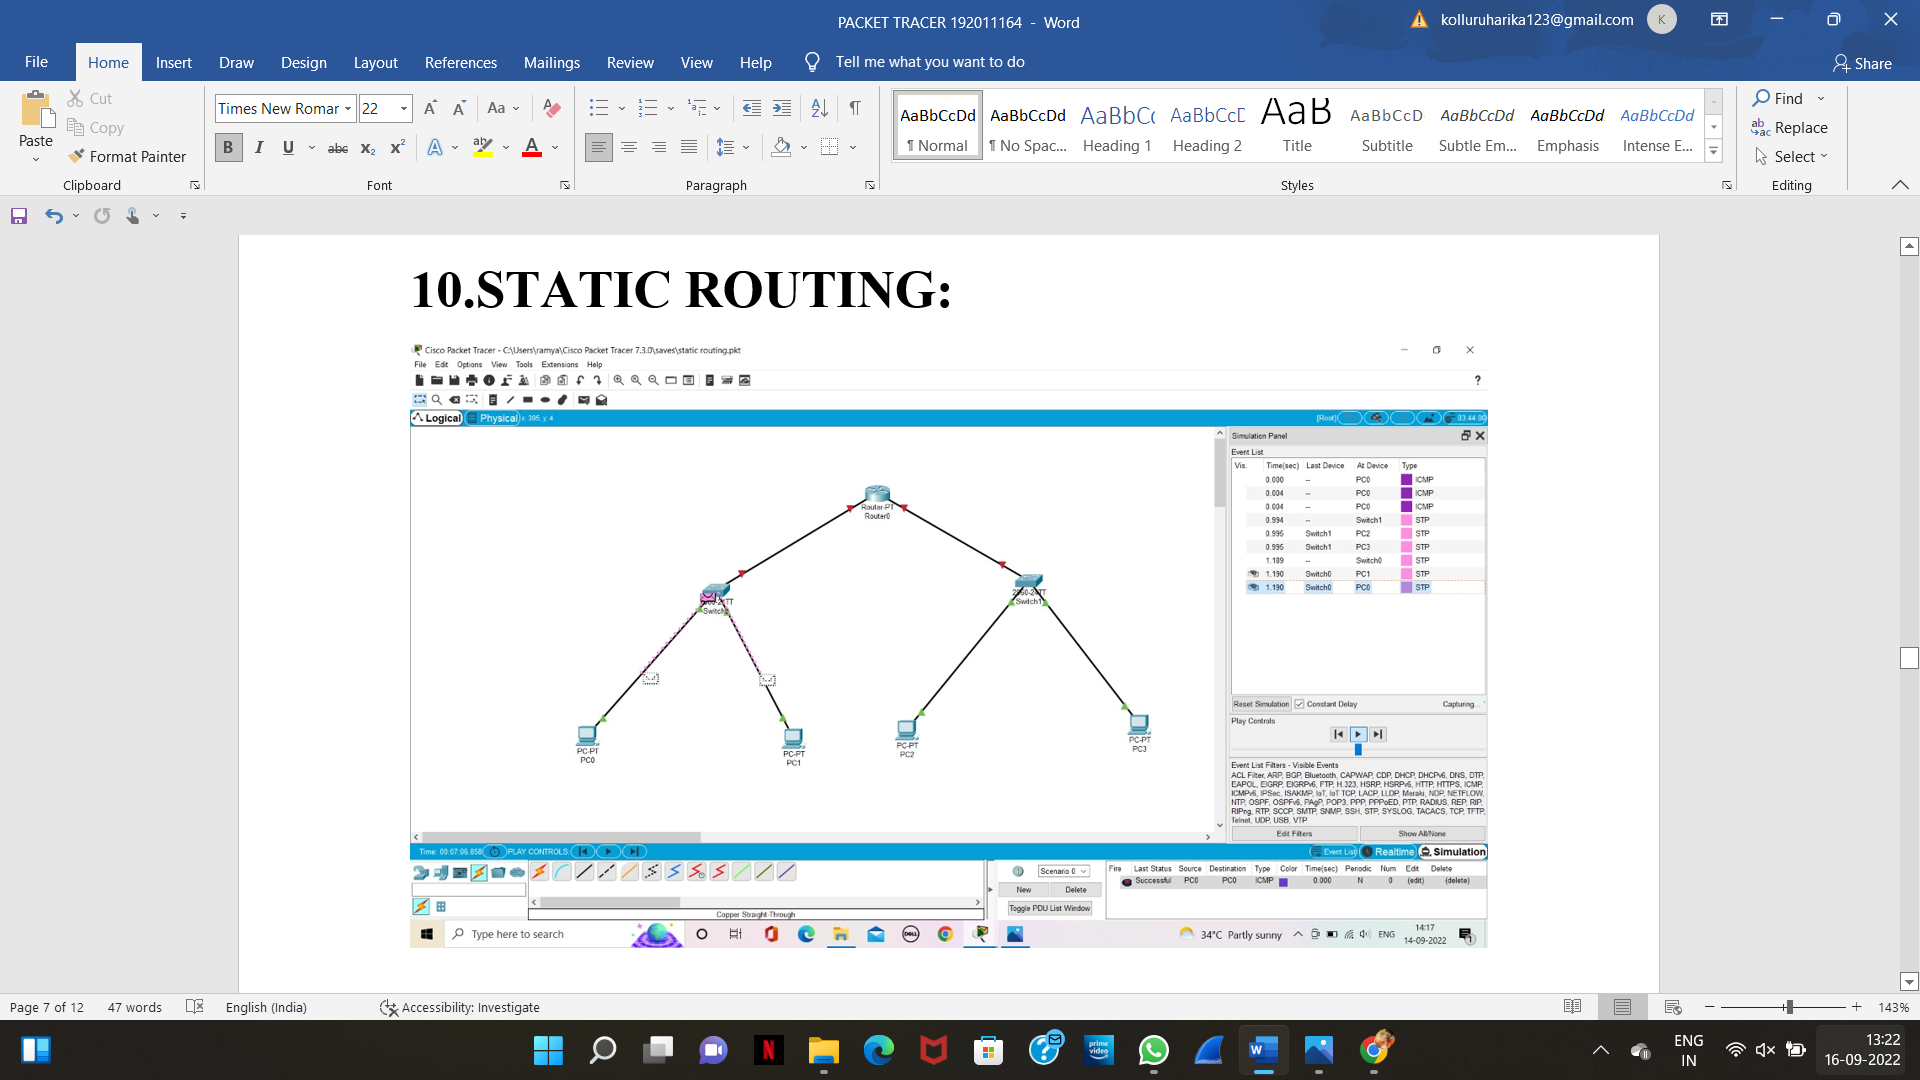 PACKET TRACER 192011164 - Word
kolluruharika123@gmail.com
K
File Home Insert Draw Design Layout References Mailings Review View Help Tell me what you want to do
Share
Paste
Cut
Copy
Format Painter
Clipboard
Times New Romar 22
Font
Paragraph
AaBbCcDd AaBbCcDd AaBbCc AaBbCcD AaB AaBbCcD AaBbCcDd AaBbCcDd AaBbCcDd
¶ Normal ¶ No Spac... Heading 1 Heading 2 Title Subtitle Subtle Em... Emphasis Intense E...
Styles
Find
Replace
Select
Editing
10.STATIC ROUTING:
Cisco Packet Tracer - C:\Users\ramya\Cisco Packet Tracer 7.3.0\saves\static routing.pkt
File Edit Options View Tools Extensions Help
Logical Physical x: 395, y: 4
[Root] 03:44:00
Router-PT
Router0
2960-24TT
Switch1
PC-PT
PC0
PC-PT
PC1
PC-PT
PC2
PC-PT
PC3
Simulation Panel
Event List
Vis. Time(sec) Last Device At Device Type
0.000 -- PC0 ICMP
0.004 -- PC0 ICMP
0.004 -- PC0 ICMP
0.994 -- Switch1 STP
0.995 Switch1 PC2 STP
0.995 Switch1 PC3 STP
1.189 -- Switch0 STP
1.190 Switch0 PC1 STP
1.190 Switch0 PC0 STP
Reset Simulation Constant Delay Capturing...
Play Controls
Event List Filters - Visible Events
ACL Filter, ARP, BGP, Bluetooth, CAPWAP, CDP, DHCP, DHCPv6, DNS, DTP,
EAPOL, EIGRP, EIGRPv6, FTP, H.323, HSRP, HSRPv6, HTTP, HTTPS, ICMP,
ICMPv6, IPSec, ISAKMP, IoT, IoT TCP, LACP, LLDP, Meraki, NDP, NETFLOW,
NTP, OSPF, OSPFv6, PAgP, POP3, PPP, PPPoED, PTP, RADIUS, REP, RIP,
RIPng, RTP, SCCP, SMTP, SNMP, SSH, STP, SYSLOG, TACACS, TCP, TFTP,
Telnet, UDP, USB, VTP
Edit Filters Show All/None
Time: 00:07:05.858 PLAY CONTROLS:
Event List Realtime Simulation
Scenario 0
New Delete
Toggle PDU List Window
Fire Last Status Source Destination Type Color Time(sec) Periodic Num Edit Delete
Successful PC0 PC0 ICMP 0.000 N 0 (edit) (delete)
Copper Straight-Through
Type here to search
34°C Partly sunny
ENG
14:17
14-09-2022
Page 7 of 12 47 words English (India) Accessibility: Investigate
143%
ENG
IN
13:22
16-09-2022